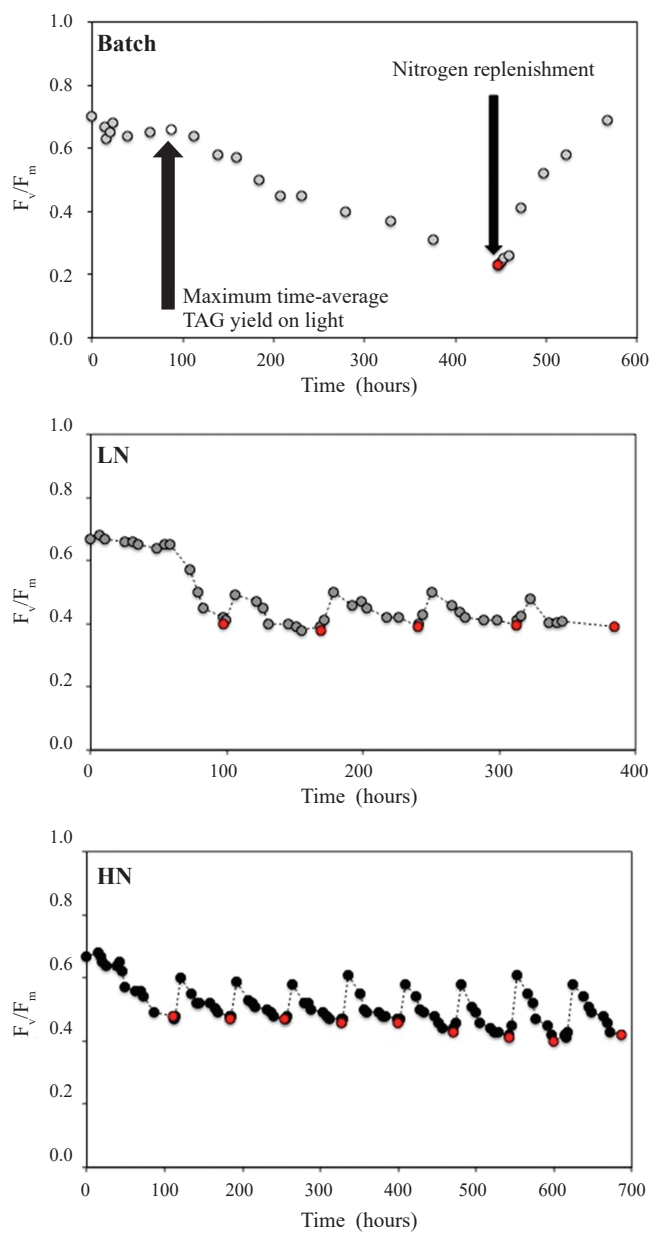 1.0
Batch
Nitrogen replenishment
0.8
0.6
0.4
0.2
0.0
Fv/Fm
Maximum time-average
TAG yield on light
0 100 200 300 400 500 600
Time (hours)
1.0
LN
0.8
0.6
0.4
0.2
0.0
Fv/Fm
0 100 200 300 400
Time (hours)
1.0
HN
0.8
0.6
0.4
0.2
0.0
Fv/Fm
0 100 200 300 400 500 600 700
Time (hours)